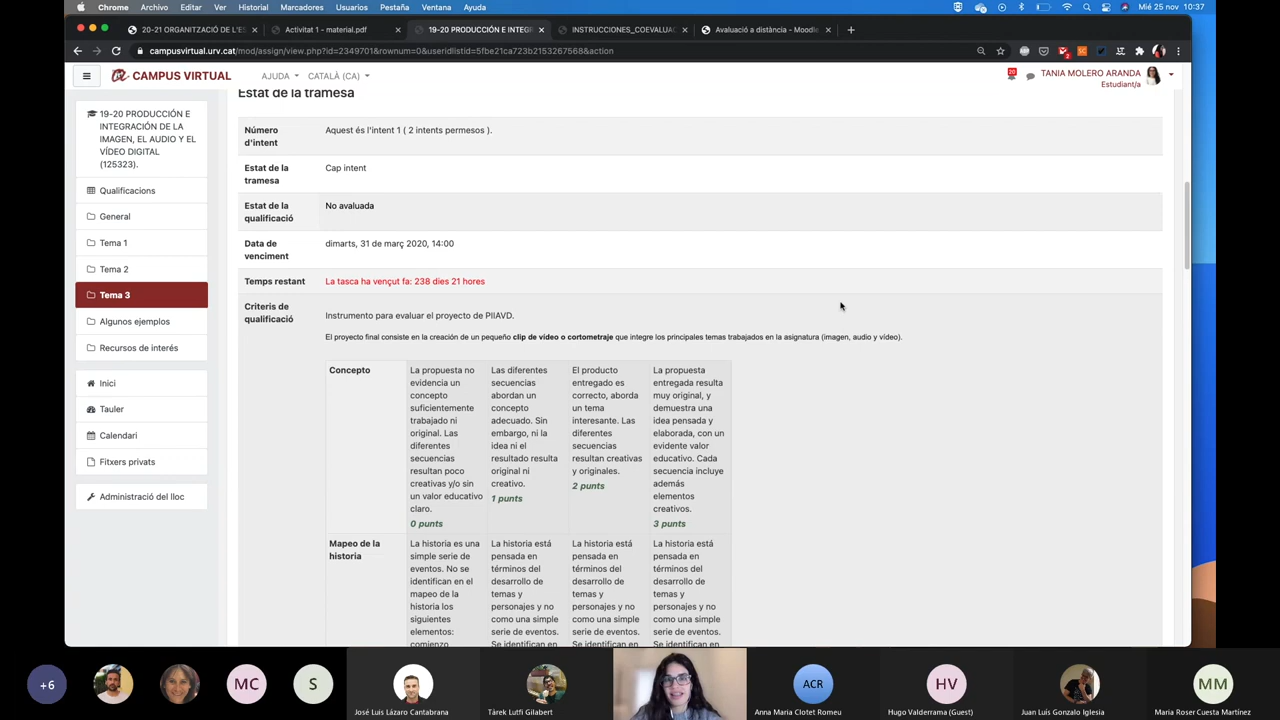 Chrome Archivo Editar Ver Historial Marcadores Personas Pestaña Ventana Ayuda
Mié 25 nov 10:37
20-21 ORGANITZACIÓ DE L'ES
Activitat 1 - material.pdf
19-20 PRODUCCIÓN E INTEGR
INSTRUCCIONES_COEVALUAC
Avaluació a distància - Moodle
campusvirtual.urv.cat/mod/assign/view.php?id=2349701&rownum=0&useridlistid=5fbe21ca723b2153267568&action
CAMPUS VIRTUAL
AJUDA
CATALÀ (CA)
20
TANIA MOLERO ARANDA
Estudiant/a
19-20 PRODUCCIÓN E
INTEGRACIÓN DE LA
IMAGEN, EL AUDIO Y EL
VÍDEO DIGITAL
(125323).
Qualificacions
General
Tema 1
Tema 2
Tema 3
Algunos ejemplos
Recursos de interés
Inici
Tauler
Calendari
Fitxers privats
Administració del lloc
Estat de la tramesa
Número
d'intent
Aquest és l'intent 1 ( 2 intents permesos ).
Estat de la
tramesa
Cap intent
Estat de la
qualificació
No avaluada
Data de
venciment
dimarts, 31 de març 2020, 14:00
Temps restant
La tasca ha vençut fa: 238 dies 21 hores
Criteris de
qualificació
Instrumento para evaluar el proyecto de PIIAVD.
El proyecto final consiste en la creación de un pequeño clip de vídeo o cortometraje que integre los principales temas trabajados en la asignatura (imagen, audio y vídeo).
Concepto
La propuesta no
evidencia un
concepto
suficientemente
trabajado ni
original. Las
diferentes
secuencias
resultan poco
creativas y/o sin
un valor educativo
claro.
0 punts
Las diferentes
secuencias
abordan un
concepto
adecuado. Sin
embargo, ni la
idea ni el
resultado resulta
original ni
creativo.
1 punts
El producto
entregado es
correcto, aborda
un tema
interesante. Las
diferentes
secuencias
resultan creativas
y originales.
2 punts
La propuesta
entregada resulta
muy original, y
demuestra una
idea pensada y
elaborada, con un
evidente valor
educativo. Cada
secuencia incluye
además
elementos
creativos.
3 punts
Mapeo de la
historia
La historia es una
simple serie de
eventos. No se
identifican en el
mapeo de la
historia los
siguientes
elementos:
comienzo
La historia está
pensada en
términos del
desarrollo de
temas y
personajes y no
como una simple
serie de eventos.
Se identifican en
La historia está
pensada en
términos del
desarrollo de
temas y
personajes y no
como una simple
serie de eventos.
Se identifican en
La historia está
pensada en
términos del
desarrollo de
temas y
personajes y no
como una simple
serie de eventos.
Se identifican en
+6
MC
S
José Luis Lázaro Cantabrana
Tàrek Lutfi Gilabert
ACR
Anna Maria Clotet Romeu
HV
Hugo Valderrama (Guest)
Juan Luís Gonzalo Iglesia
MM
Maria Roser Cuesta Martínez